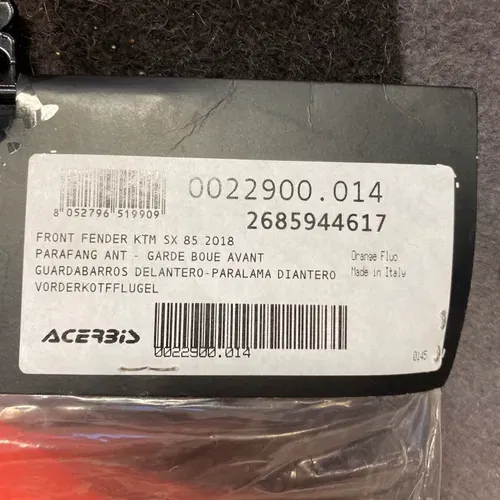 0022900.014
8 052796 519909
2685944617
FRONT FENDER KTM SX 85 2018
PARAFANG ANT - GARDE BOUE AVANT
GUARDABARROS DELANTERO-PARALAMA DIANTERO
VORDERKOTFFLUGEL
Orange Fluo
Made in Italy
ACERBIS
0022900.014
0145